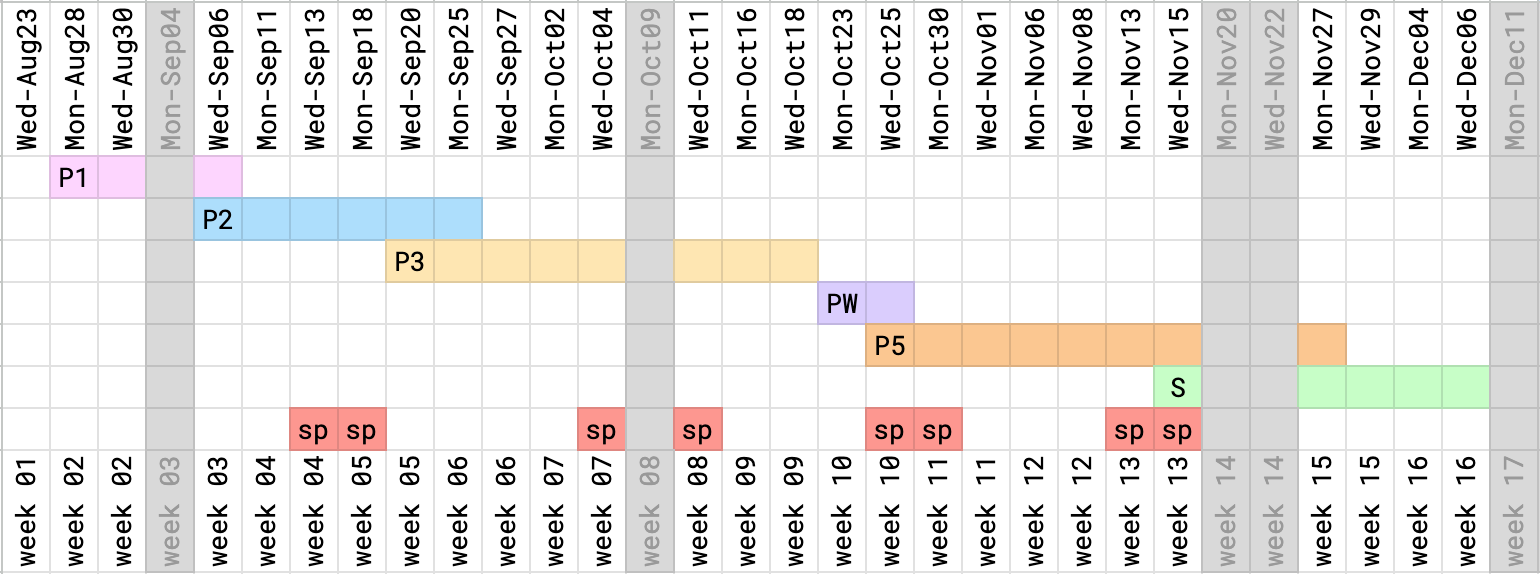 Wed-Aug23 Mon-Aug28 Wed-Aug30 Mon-Sep04 Wed-Sep06 Mon-Sep11 Wed-Sep13 Mon-Sep18 Wed-Sep20 Mon-Sep25 Wed-Sep27 Mon-Oct02 Wed-Oct04 Mon-Oct09 Wed-Oct11 Mon-Oct16 Wed-Oct18 Mon-Oct23 Wed-Oct25 Mon-Oct30 Wed-Nov01 Mon-Nov06 Wed-Nov08 Mon-Nov13 Wed-Nov15 Mon-Nov20 Wed-Nov22 Mon-Nov27 Wed-Nov29 Mon-Dec04 Wed-Dec06 Mon-Dec11
P1
P2
P3
PW
P5
S
sp sp sp sp sp sp sp sp
week 01 week 02 week 02 week 03 week 03 week 04 week 04 week 05 week 05 week 06 week 06 week 07 week 07 week 08 week 08 week 09 week 09 week 10 week 10 week 11 week 11 week 12 week 12 week 13 week 13 week 14 week 14 week 15 week 15 week 16 week 16 week 17